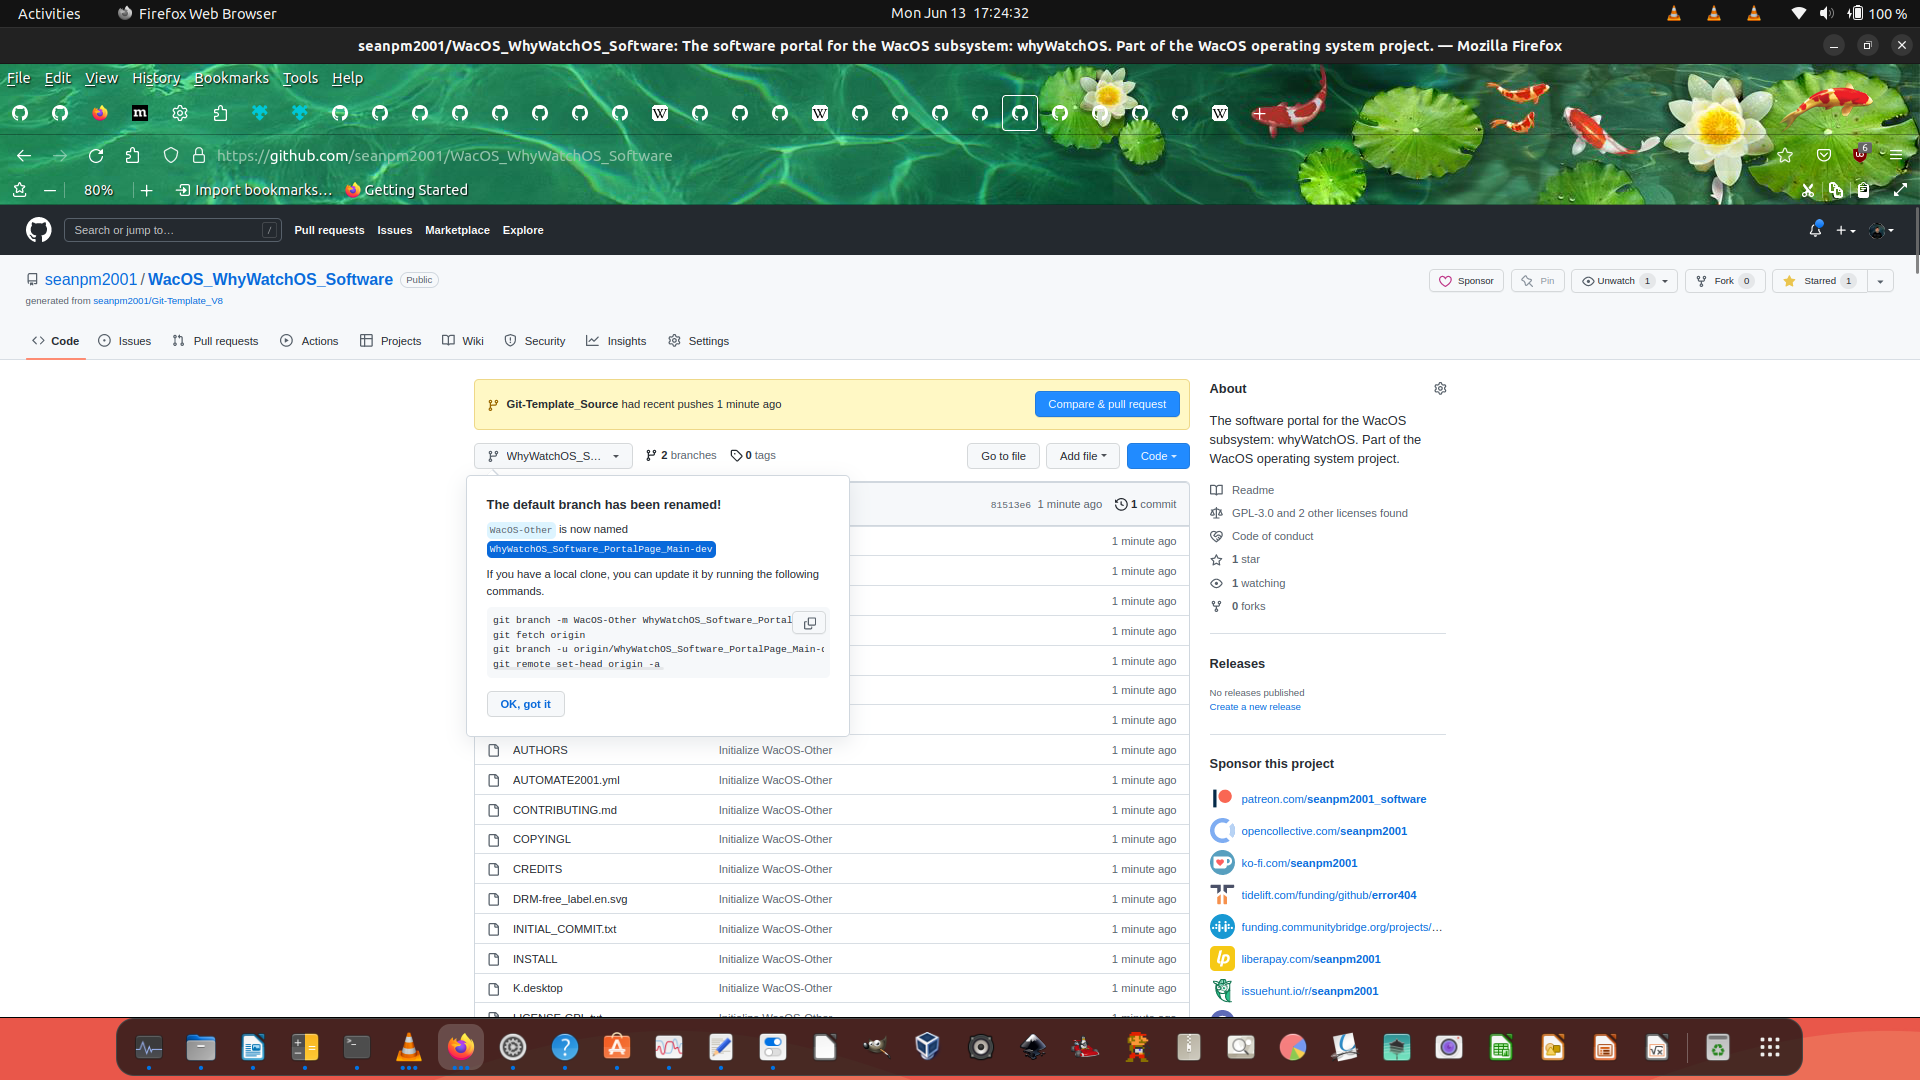 Activities
Firefox Web Browser
Mon Jun 13 17:24:32
100 %
seanpm2001/WacOS_WhyWatchOS_Software: The software portal for the WacOS subsystem: whyWatchOS. Part of the WacOS operating system project. — Mozilla Firefox
File Edit View History Bookmarks Tools Help
https://github.com/seanpm2001/WacOS_WhyWatchOS_Software
6
80%
Import bookmarks…
Getting Started
Search or jump to…
/
Pull requests Issues Marketplace Explore
seanpm2001 / WacOS_WhyWatchOS_Software
Public
Sponsor
Pin
Unwatch 1
Fork 0
Starred 1
generated from seanpm2001/Git-Template_V8
Code
Issues
Pull requests
Actions
Projects
Wiki
Security
Insights
Settings
Git-Template_Source had recent pushes 1 minute ago
Compare & pull request
WhyWatchOS_S...
2 branches
0 tags
Go to file
Add file
Code
The default branch has been renamed!
WacOS-Other is now named
WhyWatchOS_Software_PortalPage_Main-dev
If you have a local clone, you can update it by running the following
commands.
git branch -m WacOS-Other WhyWatchOS_Software_Portal
git fetch origin
git branch -u origin/WhyWatchOS_Software_PortalPage_Main-
git remote set-head origin -a
OK, got it
81513e6 1 minute ago
1 commit
1 minute ago
1 minute ago
1 minute ago
1 minute ago
1 minute ago
1 minute ago
1 minute ago
AUTHORS Initialize WacOS-Other 1 minute ago
AUTOMATE2001.yml Initialize WacOS-Other 1 minute ago
CONTRIBUTING.md Initialize WacOS-Other 1 minute ago
COPYINGL Initialize WacOS-Other 1 minute ago
CREDITS Initialize WacOS-Other 1 minute ago
DRM-free_label.en.svg Initialize WacOS-Other 1 minute ago
INITIAL_COMMIT.txt Initialize WacOS-Other 1 minute ago
INSTALL Initialize WacOS-Other 1 minute ago
K.desktop Initialize WacOS-Other 1 minute ago
LICENSE-GPL.txt Initialize WacOS-Other 1 minute ago
About
The software portal for the WacOS
subsystem: whyWatchOS. Part of the
WacOS operating system project.
Readme
GPL-3.0 and 2 other licenses found
Code of conduct
1 star
1 watching
0 forks
Releases
No releases published
Create a new release
Sponsor this project
patreon.com/seanpm2001_software
opencollective.com/seanpm2001
ko-fi.com/seanpm2001
tidelift.com/funding/github/error404
funding.communitybridge.org/projects/…
liberapay.com/seanpm2001
issuehunt.io/r/seanpm2001